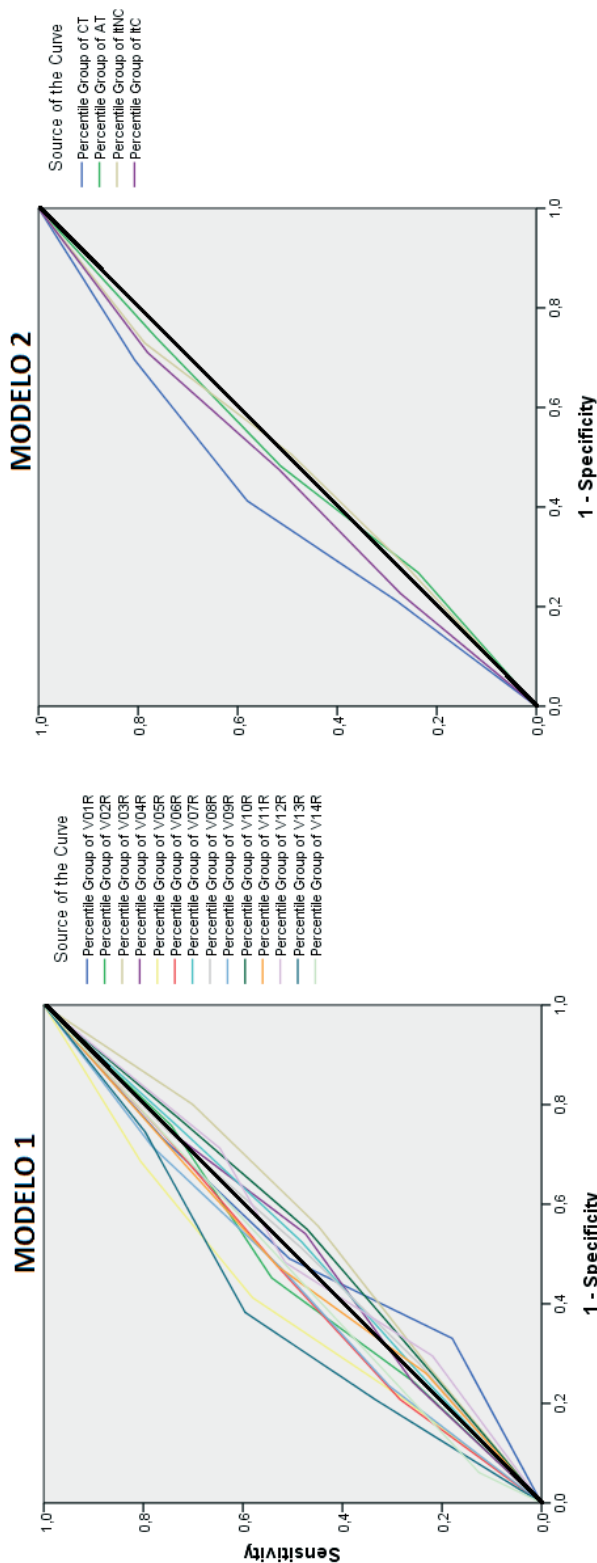 MODELO 1
Sensitivity
1,0
0,8
0,6
0,4
0,2
0,0
0,0 0,2 0,4 0,6 0,8 1,0
1 - Specificity
Source of the Curve
Percentile Group of V01R
Percentile Group of V02R
Percentile Group of V03R
Percentile Group of V04R
Percentile Group of V05R
Percentile Group of V06R
Percentile Group of V07R
Percentile Group of V08R
Percentile Group of V09R
Percentile Group of V10R
Percentile Group of V11R
Percentile Group of V12R
Percentile Group of V13R
Percentile Group of V14R
MODELO 2
1,0
0,8
0,6
0,4
0,2
0,0
0,0 0,2 0,4 0,6 0,8 1,0
1 - Specificity
Source of the Curve
Percentile Group of CT
Percentile Group of AT
Percentile Group of ItNC
Percentile Group of ItC